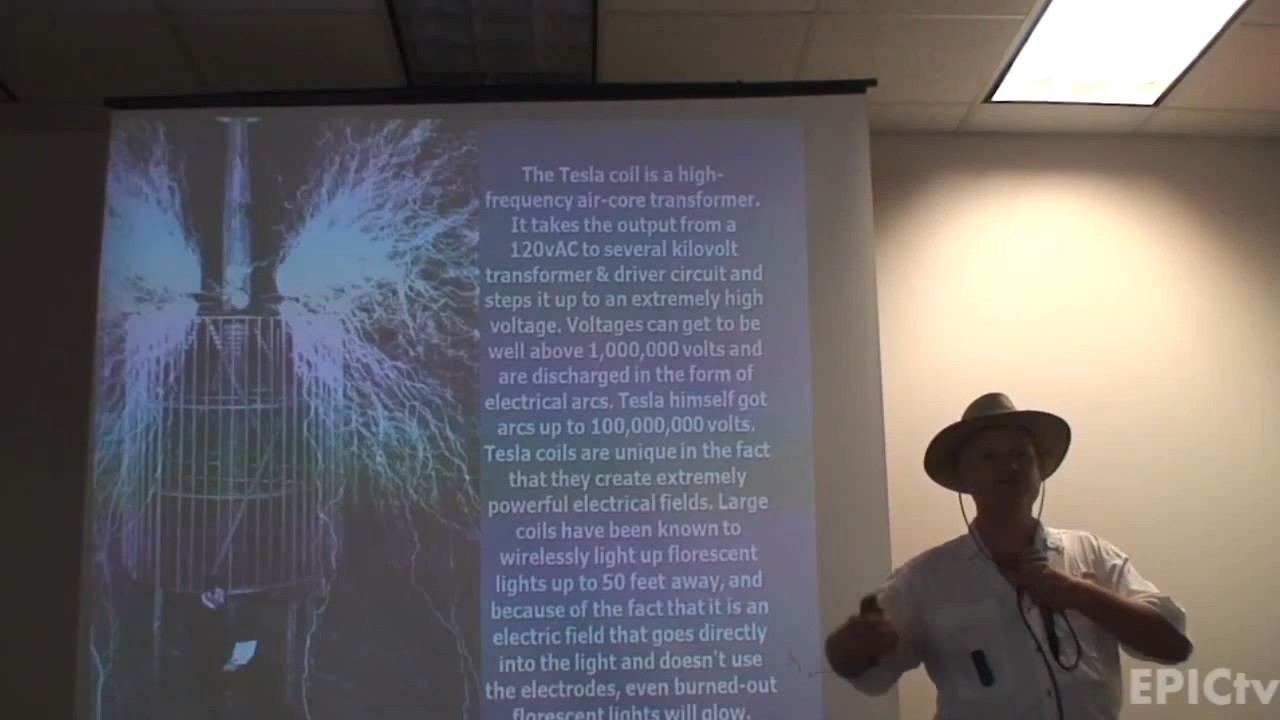 The Tesla coil is a high-
frequency air-core transformer.
It takes the output from a
120vAC to several kilovolt
transformer & driver circuit and
steps it up to an extremely high
voltage. Voltages can get to be
well above 1,000,000 volts and
are discharged in the form of
electrical arcs. Tesla himself got
arcs up to 100,000,000 volts.
Tesla coils are unique in the fact
that they create extremely
powerful electrical fields. Large
coils have been known to
wirelessly light up florescent
lights up to 50 feet away, and
because of the fact that it is an
electric field that goes directly
into the light and doesn't use
the electrodes, even burned-out
florescent lights will glow.
EPICtv